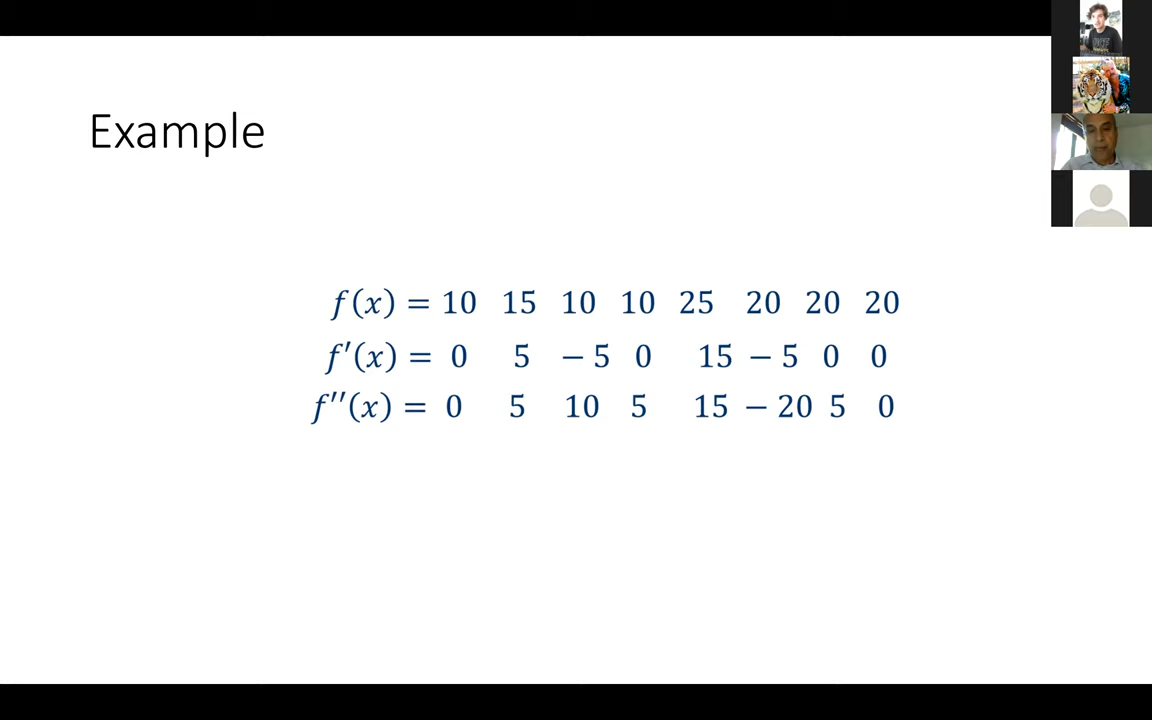 Example
f(x) = 10 15 10 10 25 20 20 20
f′(x) = 0 5 − 5 0 15 − 5 0 0
f′′(x) = 0 5 10 5 15 − 20 5 0